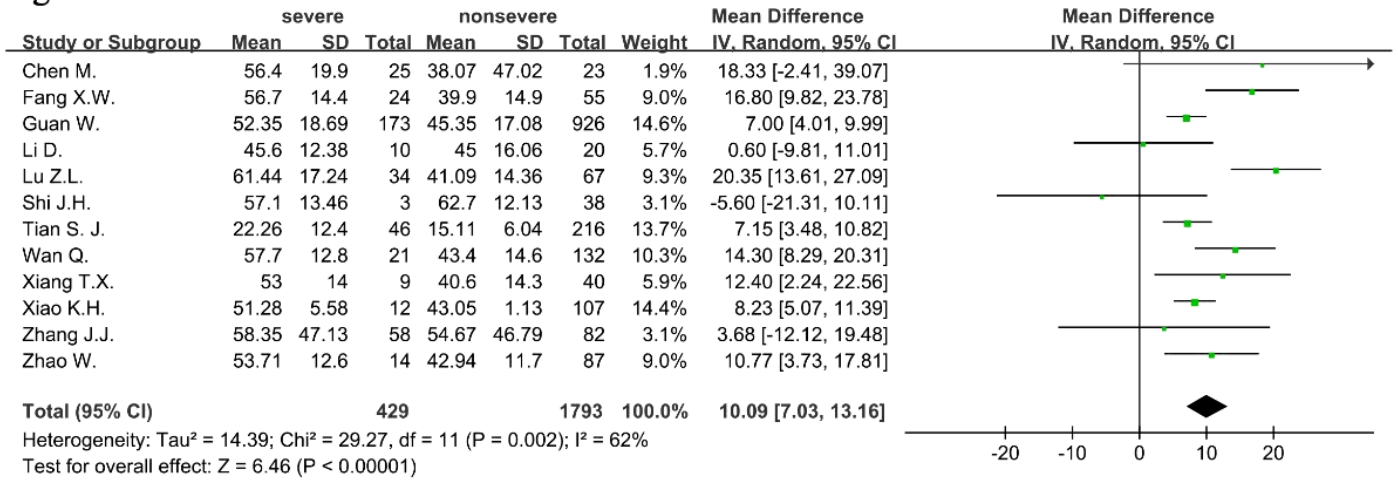 severe nonsevere Mean Difference Mean Difference
Study or Subgroup Mean SD Total Mean SD Total Weight IV, Random, 95% CI IV, Random, 95% CI
Chen M. 56.4 19.9 25 38.07 47.02 23 1.9% 18.33 [-2.41, 39.07]
Fang X.W. 56.7 14.4 24 39.9 14.9 55 9.0% 16.80 [9.82, 23.78]
Guan W. 52.35 18.69 173 45.35 17.08 926 14.6% 7.00 [4.01, 9.99]
Li D. 45.6 12.38 10 45 16.06 20 5.7% 0.60 [-9.81, 11.01]
Lu Z.L. 61.44 17.24 34 41.09 14.36 67 9.3% 20.35 [13.61, 27.09]
Shi J.H. 57.1 13.46 3 62.7 12.13 38 3.1% -5.60 [-21.31, 10.11]
Tian S. J. 22.26 12.4 46 15.11 6.04 216 13.7% 7.15 [3.48, 10.82]
Wan Q. 57.7 12.8 21 43.4 14.6 132 10.3% 14.30 [8.29, 20.31]
Xiang T.X. 53 14 9 40.6 14.3 40 5.9% 12.40 [2.24, 22.56]
Xiao K.H. 51.28 5.58 12 43.05 1.13 107 14.4% 8.23 [5.07, 11.39]
Zhang J.J. 58.35 47.13 58 54.67 46.79 82 3.1% 3.68 [-12.12, 19.48]
Zhao W. 53.71 12.6 14 42.94 11.7 87 9.0% 10.77 [3.73, 17.81]
Total (95% CI) 429 1793 100.0% 10.09 [7.03, 13.16]
Heterogeneity: Tau² = 14.39; Chi² = 29.27, df = 11 (P = 0.002); I² = 62%
Test for overall effect: Z = 6.46 (P < 0.00001)
-20 -10 0 10 20